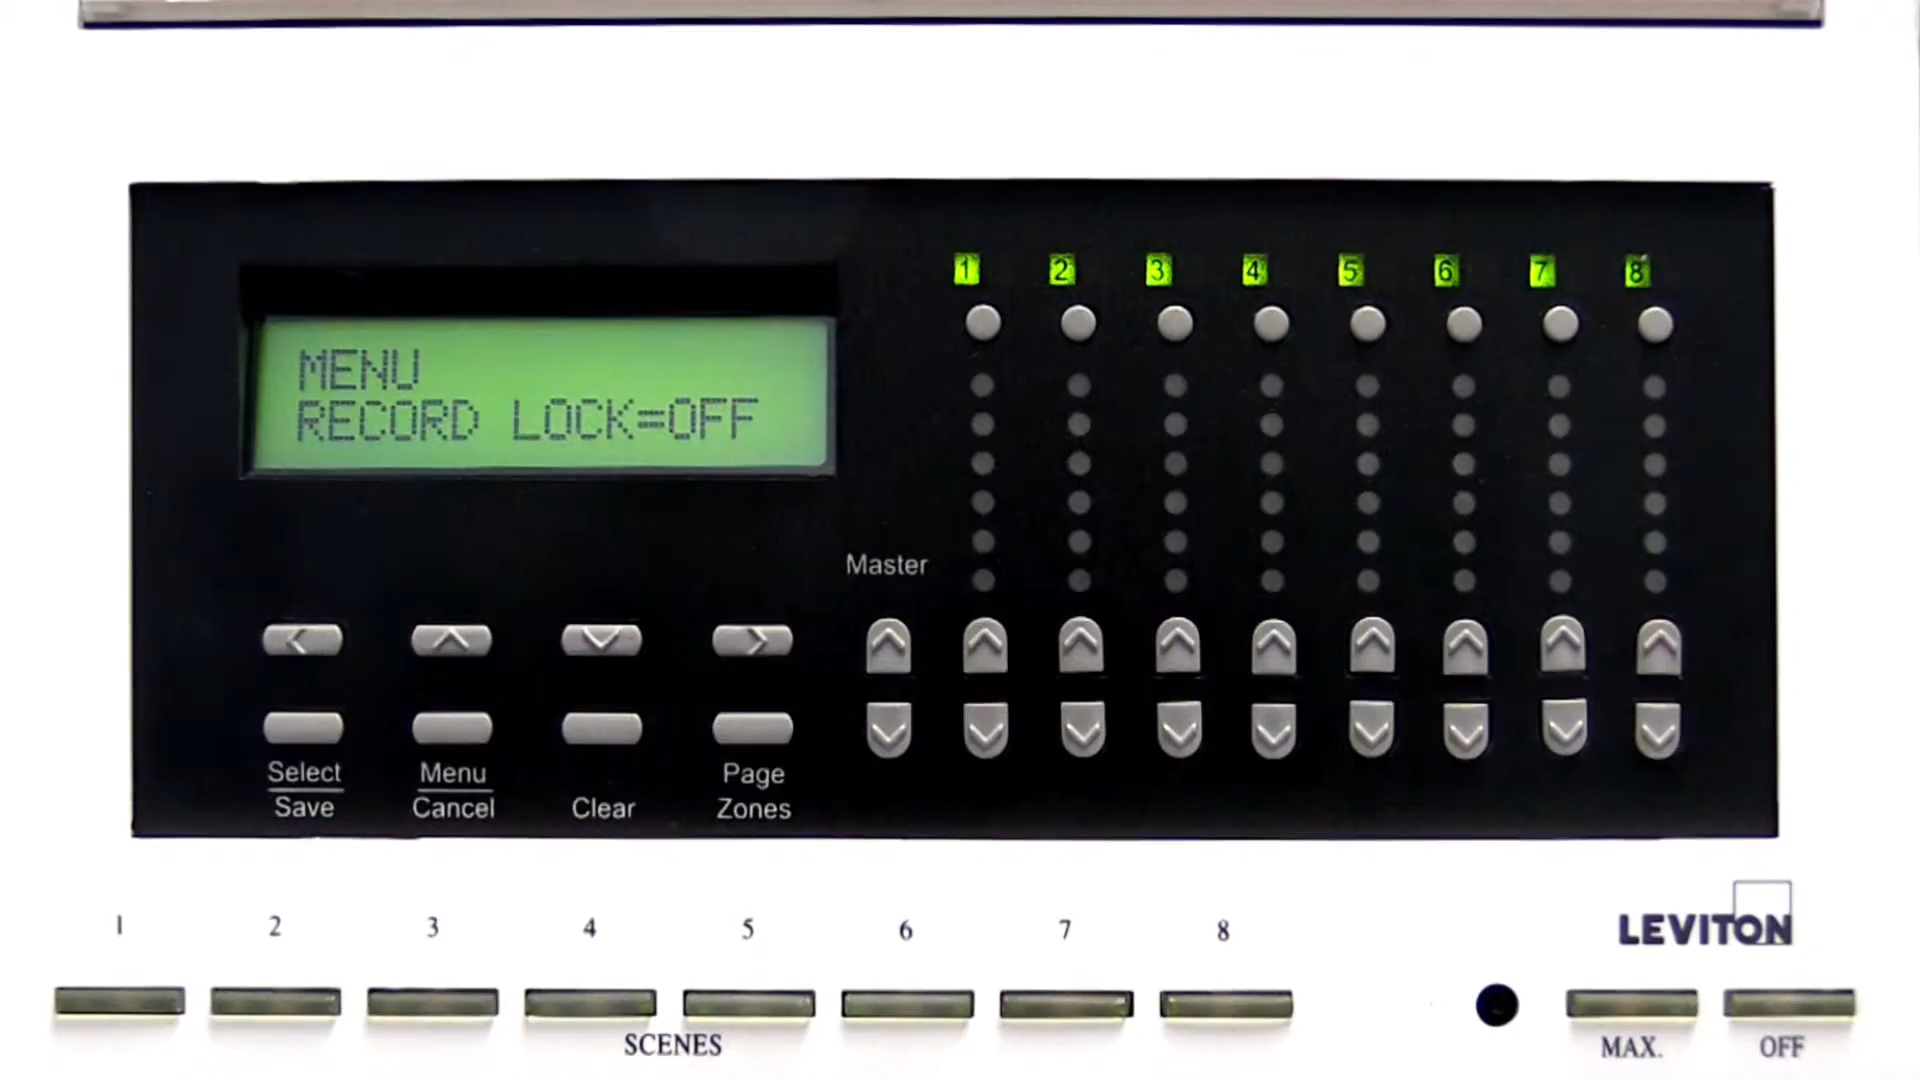 MENU
RECORD LOCK=OFF
1 2 3 4 5 6 7 8
Master
Select
Save
Menu
Cancel
Clear
Page
Zones
1 2 3 4 5 6 7 8
SCENES
LEVITON
MAX.
OFF